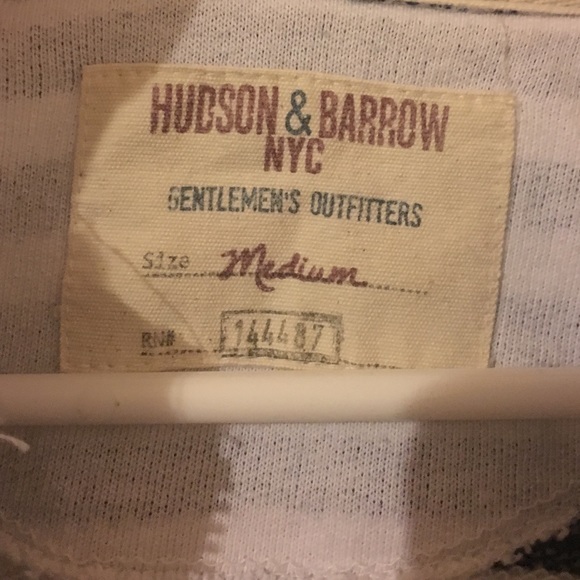 HUDSON & BARROW
NYC
GENTLEMEN'S OUTFITTERS
Size Medium
RN# 144487